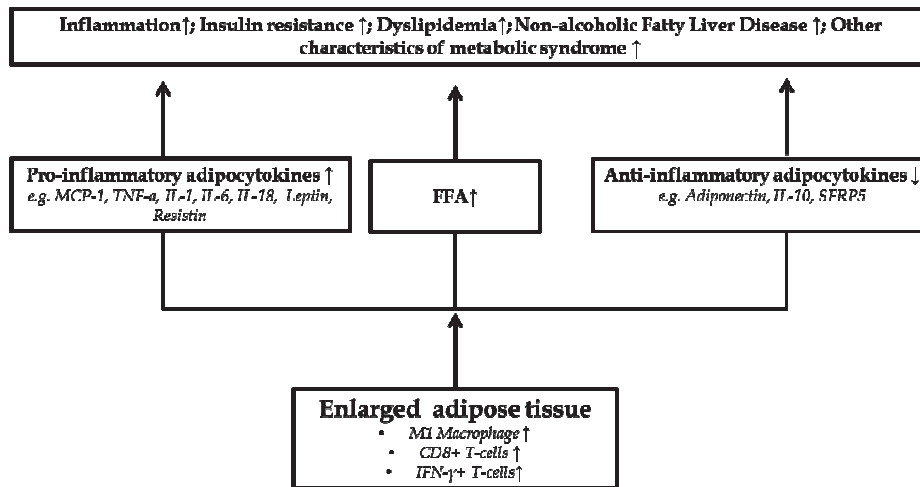 Inflammation↑; Insulin resistance ↑; Dyslipidemia↑; Non-alcoholic Fatty Liver Disease ↑; Other
characteristics of metabolic syndrome ↑
Pro-inflammatory adipocytokines ↑
e.g. MCP-1, TNF-a, IL-1, IL-6, IL-18, Leptin,
Resistin
FFA↑
Anti-inflammatory adipocytokines ↓
e.g. Adiponectin, IL-10, SFRP5
Enlarged adipose tissue
• M1 Macrophage ↑
• CD8+ T-cells ↑
• IFN-γ+ T-cells↑